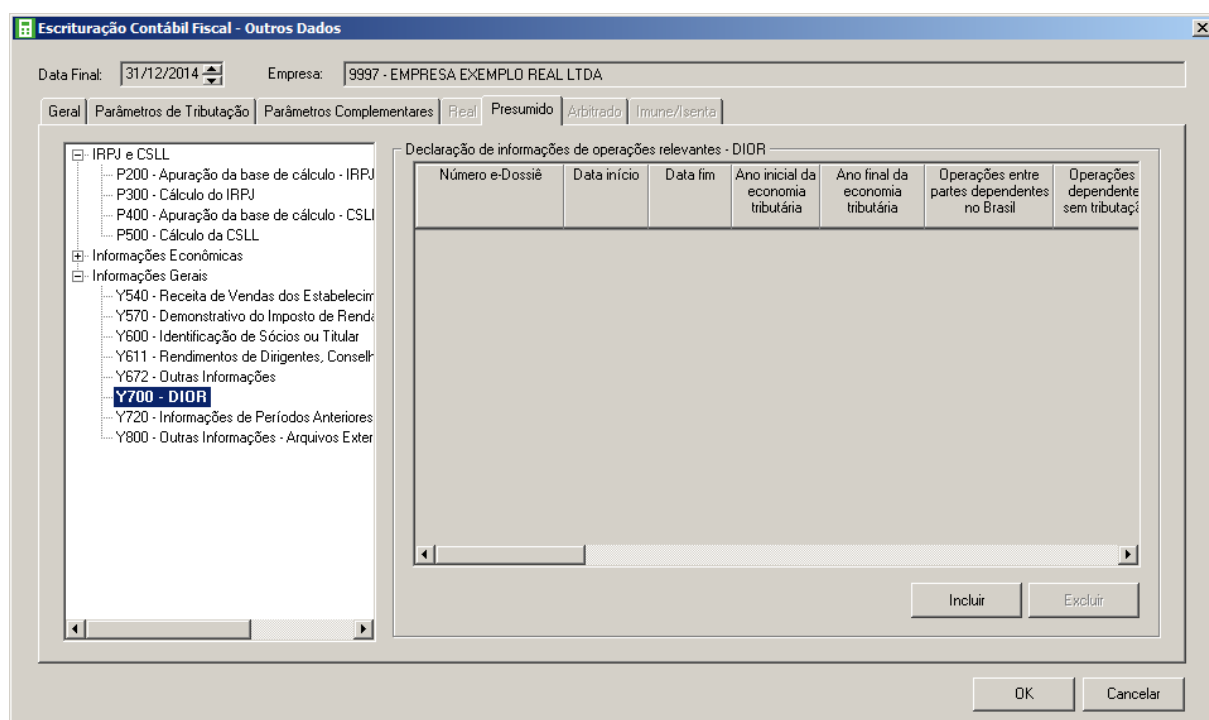 Escrituração Contábil Fiscal - Outros Dados
Data Final: 31/12/2014 Empresa: 9997 - EMPRESA EXEMPLO REAL LTDA
Geral Parâmetros de Tributação Parâmetros Complementares Real Presumido Arbitrado Imune/Isenta
IRPJ e CSLL
P200 - Apuração da base de cálculo - IRPJ
P300 - Cálculo do IRPJ
P400 - Apuração da base de cálculo - CSLL
P500 - Cálculo da CSLL
Informações Econômicas
Informações Gerais
Y540 - Receita de Vendas dos Estabelecim
Y570 - Demonstrativo do Imposto de Renda
Y600 - Identificação de Sócios ou Titular
Y611 - Rendimentos de Dirigentes, Conselh
Y672 - Outras Informações
Y700 - DIOR
Y720 - Informações de Períodos Anteriores
Y800 - Outras Informações - Arquivos Exter
Declaração de informações de operações relevantes - DIOR
Número e-Dossiê Data início Data fim Ano inicial da Ano final da Operações entre Operações
economia economia partes dependentes dependente
tributária tributária no Brasil sem tributaçã
Incluir Excluir
OK Cancelar